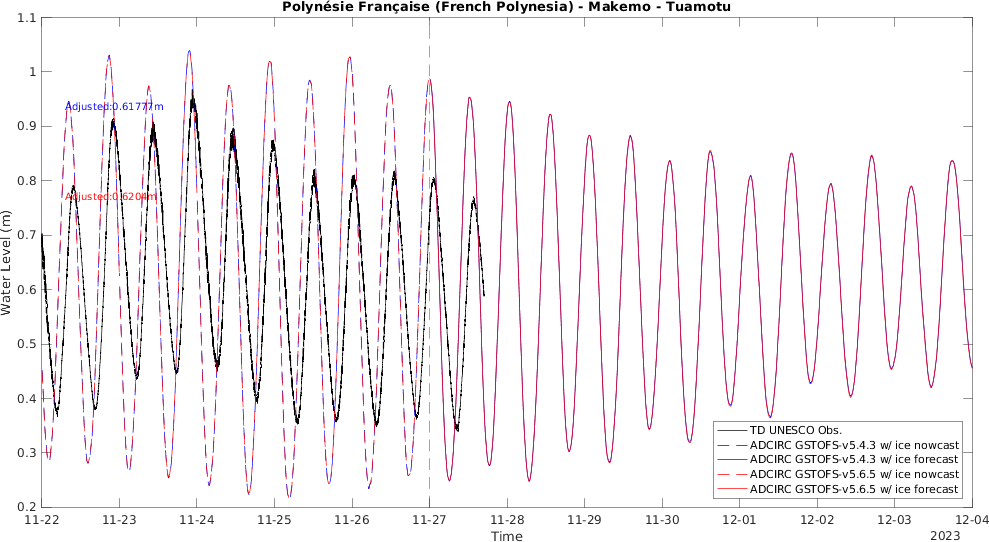 Polynésie Française (French Polynesia) - Makemo - Tuamotu
1.1
1
0.9
0.8
0.7
0.6
0.5
0.4
0.3
0.2
Water Level (m)
Adjusted:0.61777m
Adjusted:0.6204m
TD UNESCO Obs.
ADCIRC GSTOFS-v5.4.3 w/ ice nowcast
ADCIRC GSTOFS-v5.4.3 w/ ice forecast
ADCIRC GSTOFS-v5.6.5 w/ ice nowcast
ADCIRC GSTOFS-v5.6.5 w/ ice forecast
11-22 11-23 11-24 11-25 11-26 11-27 11-28 11-29 11-30 12-01 12-02 12-03 12-04
Time
2023